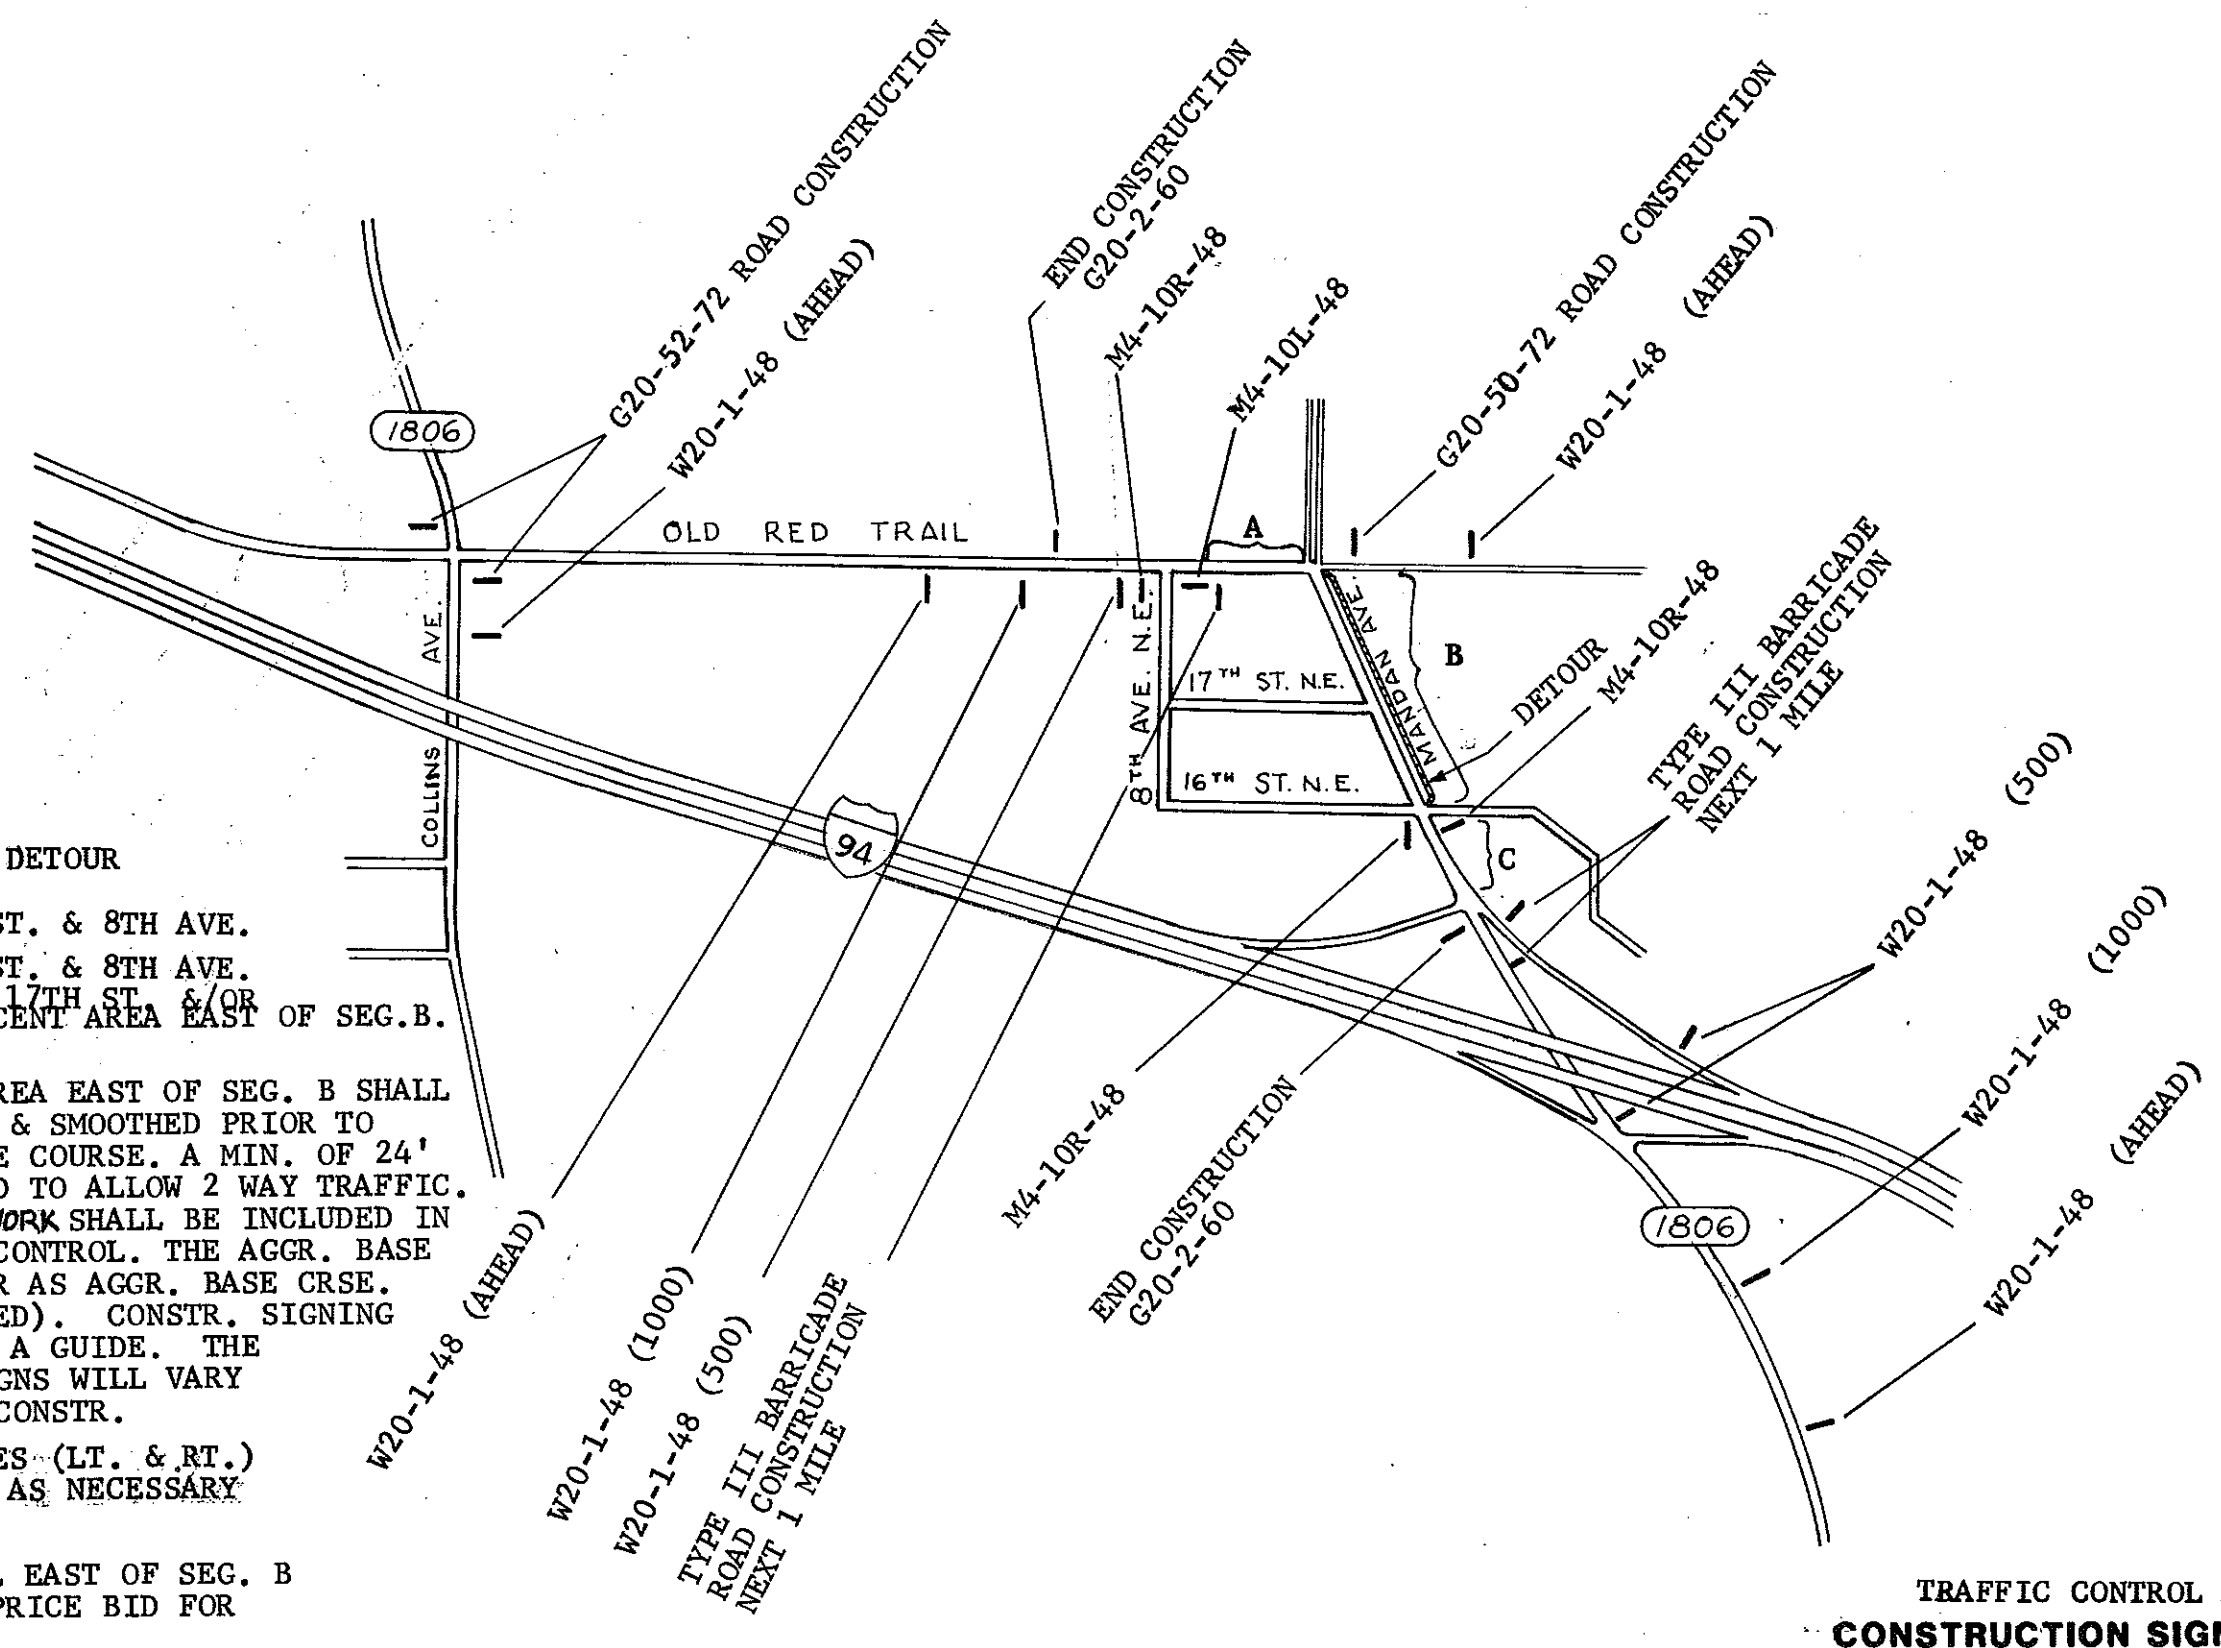 G20-52-72 ROAD CONSTRUCTION
W20-1-48 (AHEAD)
END CONSTRUCTION
G20-2-60
M4-10R-48
M4-10L-48
G20-50-72 ROAD CONSTRUCTION
W20-1-48 (AHEAD)
1806
OLD RED TRAIL
A
COLLINS AVE.
8TH AVE. N.E.
17TH ST. N.E.
16TH ST. N.E.
MANDAN AVE.
B
DETOUR
M4-10R-48
TYPE III BARRICADE
ROAD CONSTRUCTION
NEXT 1 MILE
C
94
W20-1-48 (500)
W20-1-48 (1000)
W20-1-48 (AHEAD)
1806
M4-10R-48
END CONSTRUCTION
G20-2-60
W20-1-48 (AHEAD)
W20-1-48 (1000)
W20-1-48 (500)
TYPE III BARRICADE
ROAD CONSTRUCTION
NEXT 1 MILE
DETOUR
ST. & 8TH AVE.
ST. & 8TH AVE.
17TH ST. &/OR
CENT AREA EAST OF SEG.B.
REA EAST OF SEG. B SHALL
& SMOOTHED PRIOR TO
E COURSE. A MIN. OF 24'
D TO ALLOW 2 WAY TRAFFIC.
WORK SHALL BE INCLUDED IN
CONTROL. THE AGGR. BASE
R AS AGGR. BASE CRSE.
ED). CONSTR. SIGNING
A GUIDE. THE
GNS WILL VARY
CONSTR.
ES (LT. & RT.)
AS NECESSARY
EAST OF SEG. B
PRICE BID FOR
TRAFFIC CONTROL
CONSTRUCTION SIG